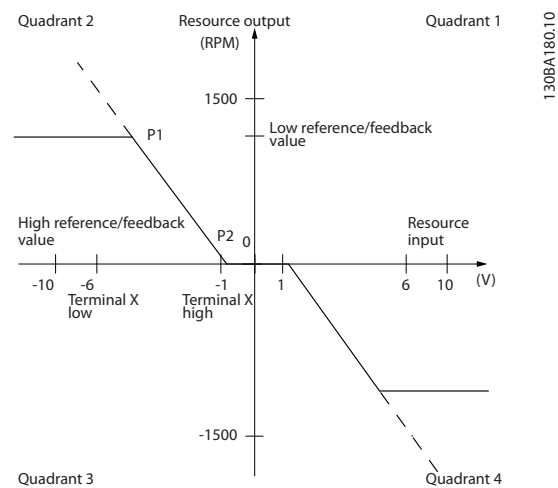 Quadrant 2
Resource output
(RPM)
Quadrant 1
130BA180.10
1500
P1
Low reference/feedback
value
High reference/feedback
value
P2
0
Resource
input
-10
-6
-1
1
6
10
(V)
Terminal X
low
Terminal X
high
-1500
Quadrant 3
Quadrant 4